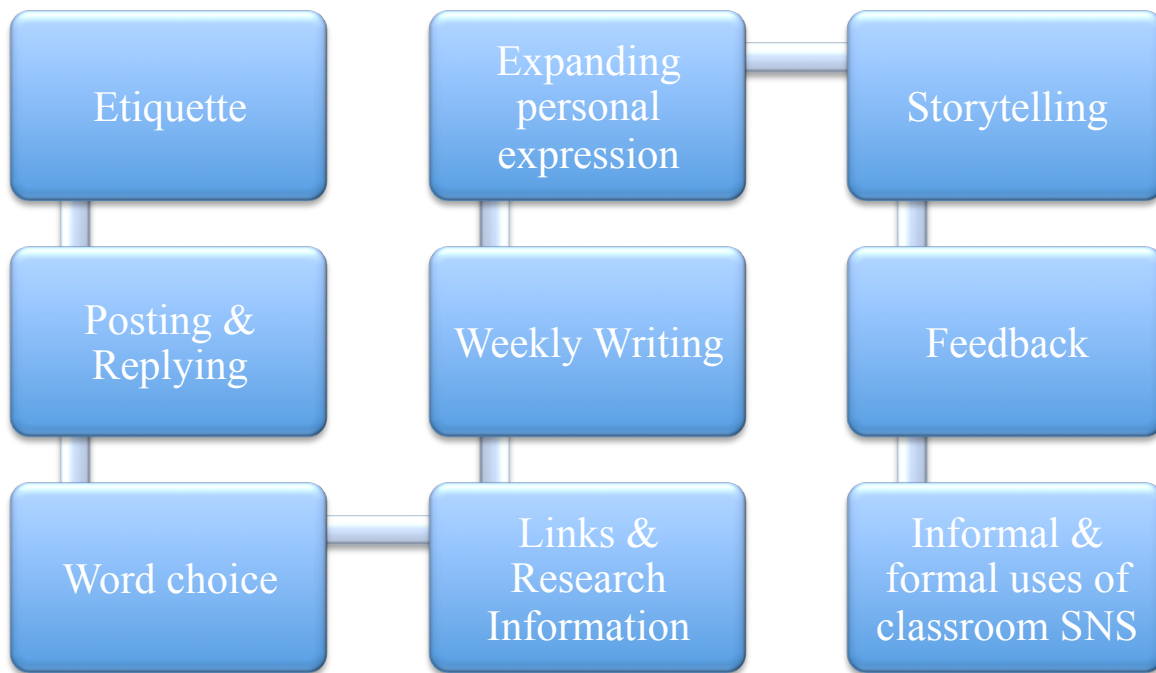 Etiquette
Posting &
Replying
Word choice
Links &
Research
Information
Weekly Writing
Expanding
personal
expression
Storytelling
Feedback
Informal &
formal uses of
classroom SNS